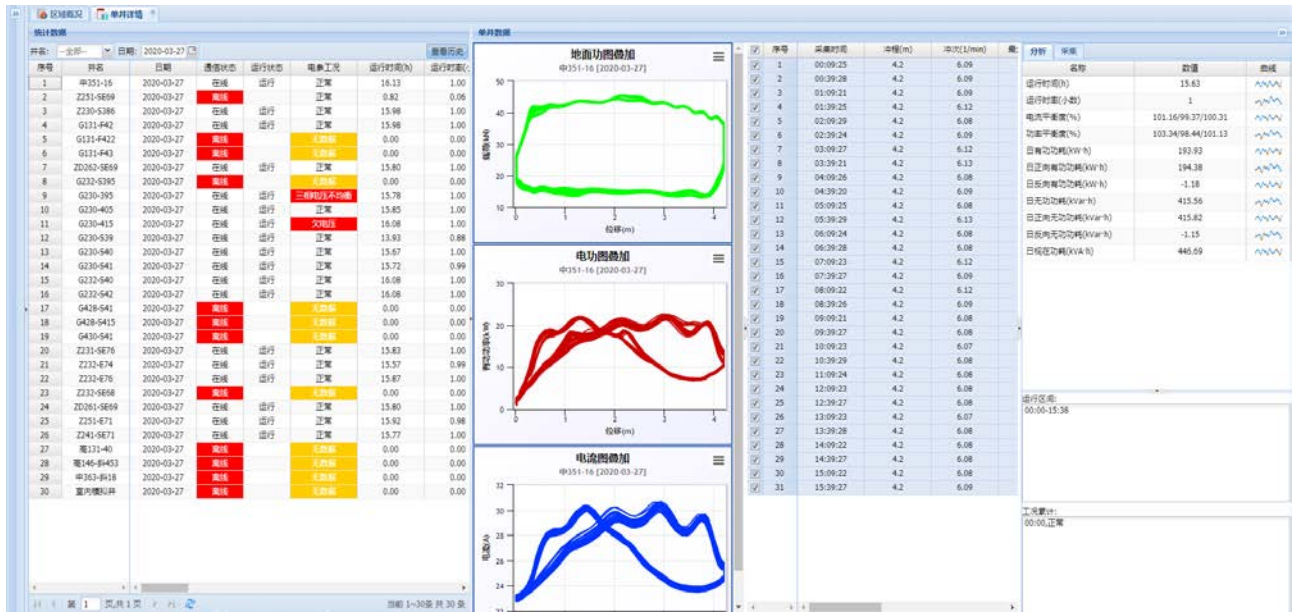 区域概况 单井详情
统计数据
单井数据
井名: --全部-- 日期: 2020-03-27 查看历史
序号 井名 日期 通信状态 运行状态 电参工况 运行时间(h) 运行时率(
1 中351-16 2020-03-27 在线 运行 正常 16.13 1.00
2 Z251-SE69 2020-03-27 离线 正常 0.82 0.06
3 Z230-S386 2020-03-27 在线 运行 正常 15.98 1.00
4 G131-F42 2020-03-27 在线 运行 正常 15.98 1.00
5 G131-F422 2020-03-27 离线 无数据 0.00 0.00
6 G131-F43 2020-03-27 离线 无数据 0.00 0.00
7 ZD262-SE69 2020-03-27 在线 运行 正常 15.80 1.00
8 G232-S395 2020-03-27 离线 无数据 0.00 0.00
9 G230-395 2020-03-27 在线 运行 三相电压不均衡 15.78 1.00
10 G230-405 2020-03-27 在线 运行 正常 15.85 1.00
11 G230-415 2020-03-27 在线 运行 欠电压 16.08 1.00
12 G230-S39 2020-03-27 在线 运行 正常 13.93 0.88
13 G230-S40 2020-03-27 在线 运行 正常 15.67 1.00
14 G230-S41 2020-03-27 在线 运行 正常 15.72 0.99
15 G232-S40 2020-03-27 在线 运行 正常 16.08 1.00
16 G232-S42 2020-03-27 在线 运行 正常 16.08 1.00
17 G428-S41 2020-03-27 离线 无数据 0.00 0.00
18 G428-S415 2020-03-27 离线 无数据 0.00 0.00
19 G430-S41 2020-03-27 离线 无数据 0.00 0.00
20 Z231-SE76 2020-03-27 在线 运行 正常 15.83 1.00
21 Z232-E74 2020-03-27 在线 运行 正常 15.57 0.99
22 Z232-E76 2020-03-27 在线 运行 正常 15.87 1.00
23 Z232-SE68 2020-03-27 离线 无数据 0.00 0.00
24 ZD261-SE69 2020-03-27 在线 运行 正常 15.80 1.00
25 Z251-E71 2020-03-27 在线 运行 正常 15.92 0.98
26 Z241-SE71 2020-03-27 在线 运行 正常 15.77 1.00
27 131-40 2020-03-27 离线 无数据 0.00 0.00
28 146-斜453 2020-03-27 离线 无数据 0.00 0.00
29 中363-斜18 2020-03-27 离线 无数据 0.00 0.00
30 室内模拟井 2020-03-27 离线 无数据 0.00 0.00
第 1 页,共 1 页 当前 1~30条 共 30 条
地面功图叠加
中351-16 [2020-03-27]
50
40
30
20
10
载荷(kN)
0 1 2 3 4
位移(m)
电功图叠加
中351-16 [2020-03-27]
30
20
10
0
有功功率(kW)
0 1 2 3 4
位移(m)
电流图叠加
中351-16 [2020-03-27]
32
30
28
26
24
22
电流(A)
序号 采集时间 冲程(m) 冲次(1/min) 最
1 00:09:25 4.2 6.09
2 00:39:28 4.2 6.09
3 01:09:21 4.2 6.09
4 01:39:25 4.2 6.12
5 02:09:29 4.2 6.08
6 02:39:24 4.2 6.09
7 03:09:27 4.2 6.12
8 03:39:21 4.2 6.13
9 04:09:26 4.2 6.08
10 04:39:20 4.2 6.09
11 05:09:25 4.2 6.08
12 05:39:29 4.2 6.13
13 06:09:24 4.2 6.08
14 06:39:28 4.2 6.08
15 07:09:23 4.2 6.12
16 07:39:27 4.2 6.09
17 08:09:22 4.2 6.12
18 08:39:26 4.2 6.09
19 09:09:21 4.2 6.08
20 09:39:27 4.2 6.08
21 10:09:23 4.2 6.07
22 10:39:29 4.2 6.08
23 11:09:24 4.2 6.08
24 12:09:23 4.2 6.08
25 12:39:27 4.2 6.08
26 13:09:23 4.2 6.07
27 13:39:28 4.2 6.08
28 14:09:22 4.2 6.08
29 14:39:27 4.2 6.08
30 15:09:22 4.2 6.08
31 15:39:27 4.2 6.09
分析 采集
名称 数值 曲线
运行时间(h) 15.63
运行时率(小数) 1
电流平衡度(%) 101.16/99.37/100.31
功率平衡度(%) 103.34/98.44/101.13
日有功功耗(kW·h) 193.93
日正向有功功耗(kW·h) 194.38
日反向有功功耗(kW·h) -1.18
日无功功耗(kVar·h) 415.56
日正向无功功耗(kVar·h) 415.82
日反向无功功耗(kVar·h) -1.15
日视在功耗(kVA·h) 446.69
运行区间:
00:00-15:38
工况累计:
00:00,正常